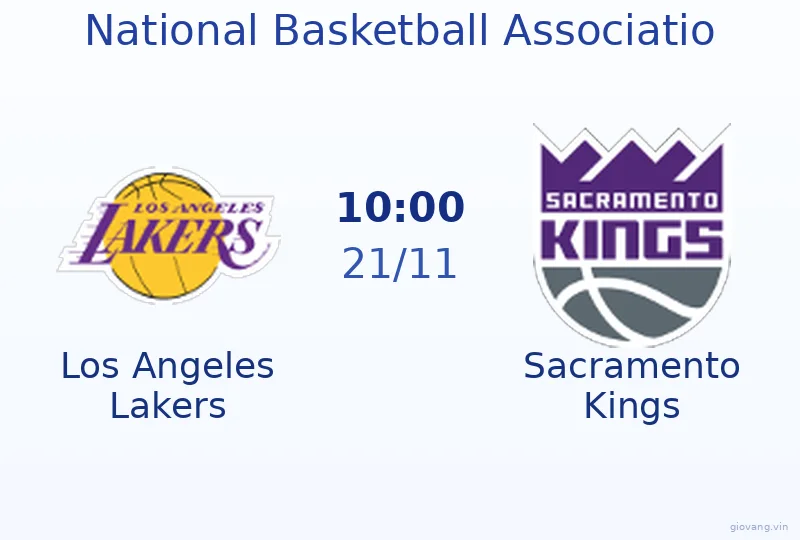 National Basketball Associatio
LOS ANGELES
LAKERS
10:00
21/11
SACRAMENTO
KINGS
Los Angeles
Lakers
Sacramento
Kings
giovang.vin